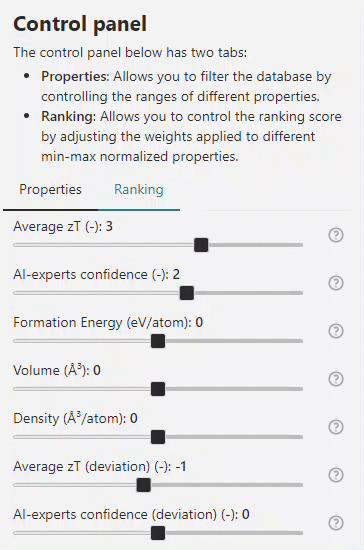 Control panel
The control panel below has two tabs:
• Properties: Allows you to filter the database by
controlling the ranges of different properties.
• Ranking: Allows you to control the ranking score
by adjusting the weights applied to different
min-max normalized properties.
Properties Ranking
Average zT (-): 3
AI-experts confidence (-): 2
Formation Energy (eV/atom): 0
Volume (Å³): 0
Density (Å³/atom): 0
Average zT (deviation) (-): -1
AI-experts confidence (deviation) (-): 0